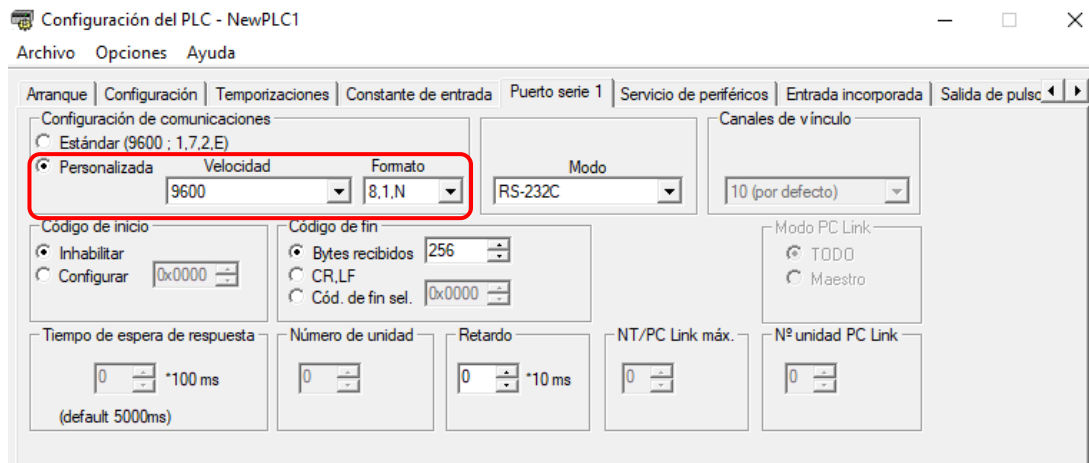 Configuración del PLC - NewPLC1
Archivo Opciones Ayuda
Arranque Configuración Temporizaciones Constante de entrada Puerto serie 1 Servicio de periféricos Entrada incorporada Salida de pulso
Configuración de comunicaciones
Estándar (9600 ; 1,7,2,E)
Personalizada Velocidad Formato
9600 8,1,N
Modo
RS-232C
Canales de vínculo
10 (por defecto)
Código de inicio
Inhabilitar
Configurar 0x0000
Código de fin
Bytes recibidos 256
CR,LF
Cód. de fin sel. 0x0000
Modo PC Link
TODO
Maestro
Tiempo de espera de respuesta
0 *100 ms
(default 5000ms)
Número de unidad
0
Retardo
0 *10 ms
NT/PC Link máx.
0
Nº unidad PC Link
0